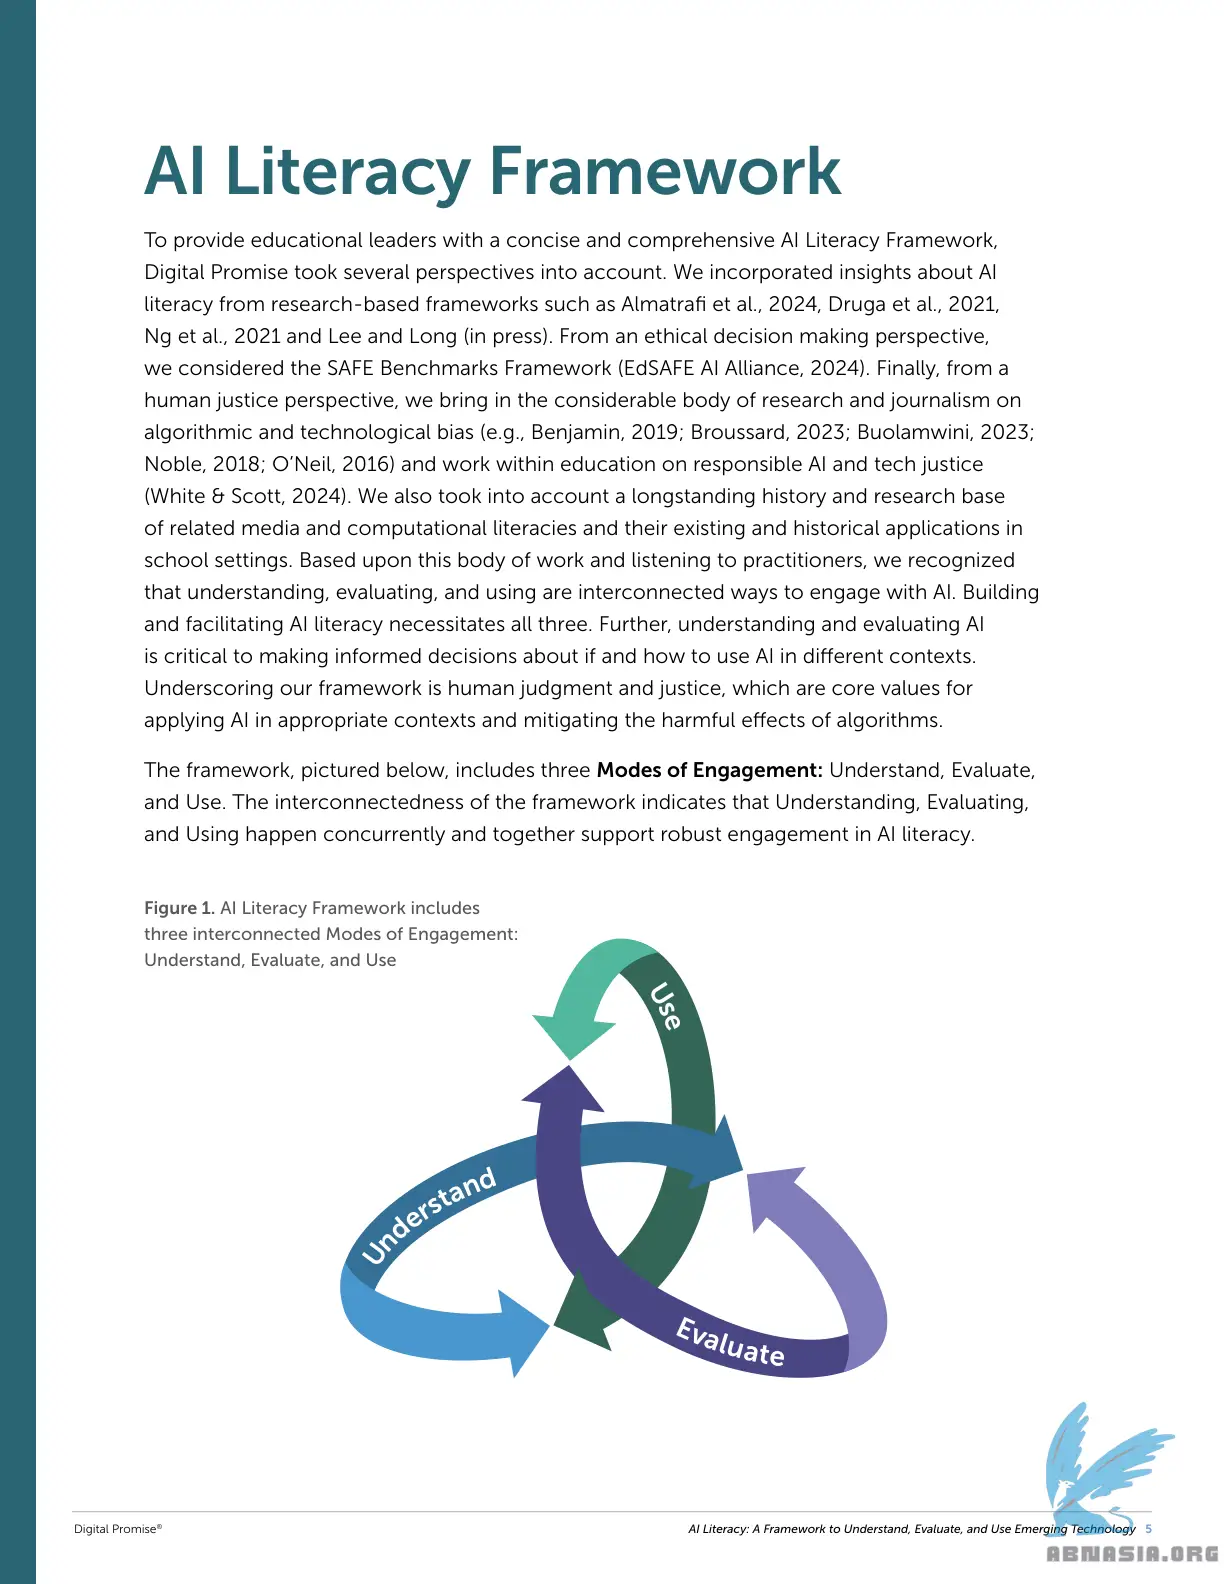 AI Literacy Framework
To provide educational leaders with a concise and comprehensive AI Literacy Framework,
Digital Promise took several perspectives into account. We incorporated insights about AI
literacy from research-based frameworks such as Almatrafi et al., 2024, Druga et al., 2021,
Ng et al., 2021 and Lee and Long (in press). From an ethical decision making perspective,
we considered the SAFE Benchmarks Framework (EdSAFE AI Alliance, 2024). Finally, from a
human justice perspective, we bring in the considerable body of research and journalism on
algorithmic and technological bias (e.g., Benjamin, 2019; Broussard, 2023; Buolamwini, 2023;
Noble, 2018; O’Neil, 2016) and work within education on responsible AI and tech justice
(White & Scott, 2024). We also took into account a longstanding history and research base
of related media and computational literacies and their existing and historical applications in
school settings. Based upon this body of work and listening to practitioners, we recognized
that understanding, evaluating, and using are interconnected ways to engage with AI. Building
and facilitating AI literacy necessitates all three. Further, understanding and evaluating AI
is critical to making informed decisions about if and how to use AI in different contexts.
Underscoring our framework is human judgment and justice, which are core values for
applying AI in appropriate contexts and mitigating the harmful effects of algorithms.
The framework, pictured below, includes three Modes of Engagement: Understand, Evaluate,
and Use. The interconnectedness of the framework indicates that Understanding, Evaluating,
and Using happen concurrently and together support robust engagement in AI literacy.
Figure 1. AI Literacy Framework includes
three interconnected Modes of Engagement:
Understand, Evaluate, and Use
Use
Understand
Evaluate
Digital Promise®
AI Literacy: A Framework to Understand, Evaluate, and Use Emerging Technology 5
ABNASIA.ORG